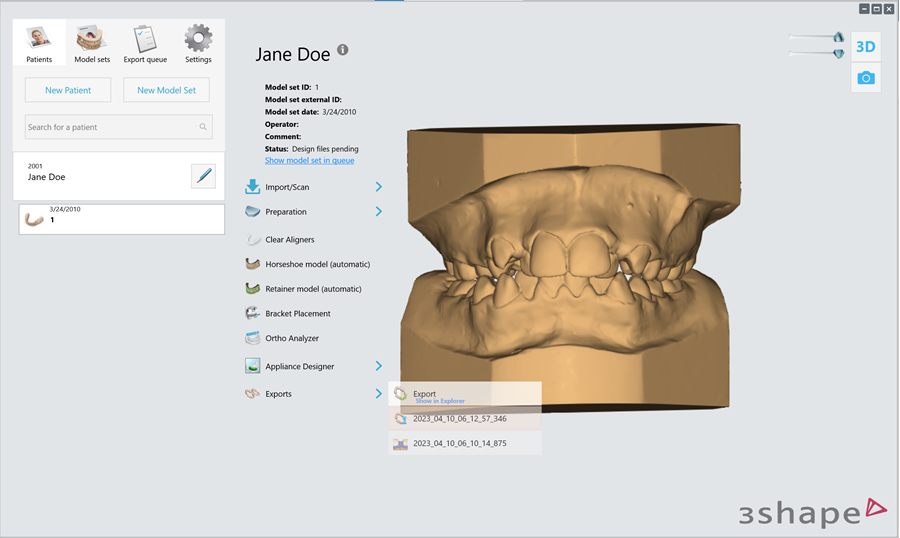 Patients
Model sets
Export queue
Settings
New Patient
New Model Set
Search for a patient
2001
Jane Doe
3/24/2010
1
Jane Doe
Model set ID: 1
Model set external ID:
Model set date: 3/24/2010
Operator:
Comment:
Status: Design files pending
Show model set in queue
Import/Scan
Preparation
Clear Aligners
Horseshoe model (automatic)
Retainer model (automatic)
Bracket Placement
Ortho Analyzer
Appliance Designer
Exports
Export
Show in Explorer
2023_04_10_06_12_57_346
2023_04_10_06_10_14_875
3D
3shape